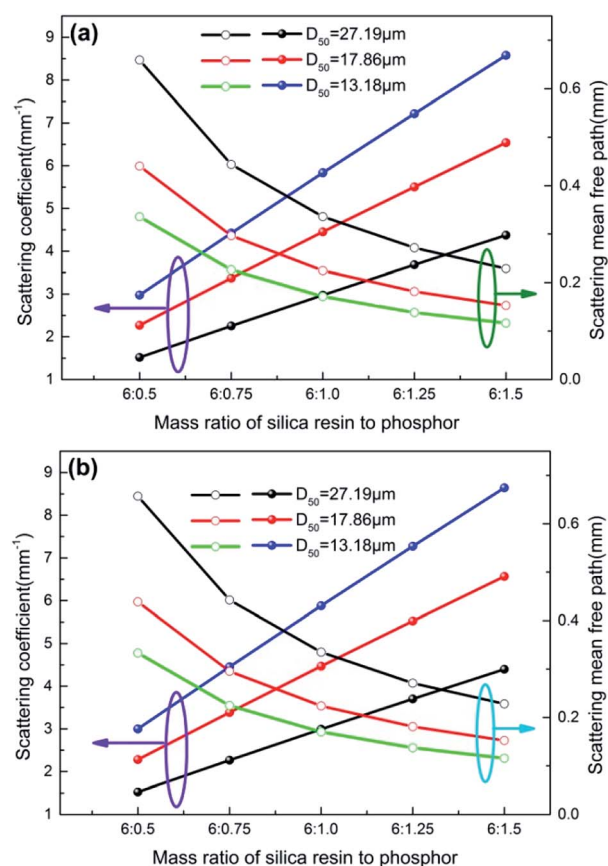 (a)
D50=27.19μm
D50=17.86μm
D50=13.18μm
Scattering coefficient(mm-1)
9
8
7
6
5
4
3
2
1
Scattering mean free path(mm)
0.6
0.4
0.2
0.0
6:0.5 6:0.75 6:1.0 6:1.25 6:1.5
Mass ratio of silica resin to phosphor
(b)
D50=27.19μm
D50=17.86μm
D50=13.18μm
Scattering coefficient(mm-1)
9
8
7
6
5
4
3
2
1
Scattering mean free path(mm)
0.6
0.4
0.2
0.0
6:0.5 6:0.75 6:1.0 6:1.25 6:1.5
Mass ratio of silica resin to phosphor